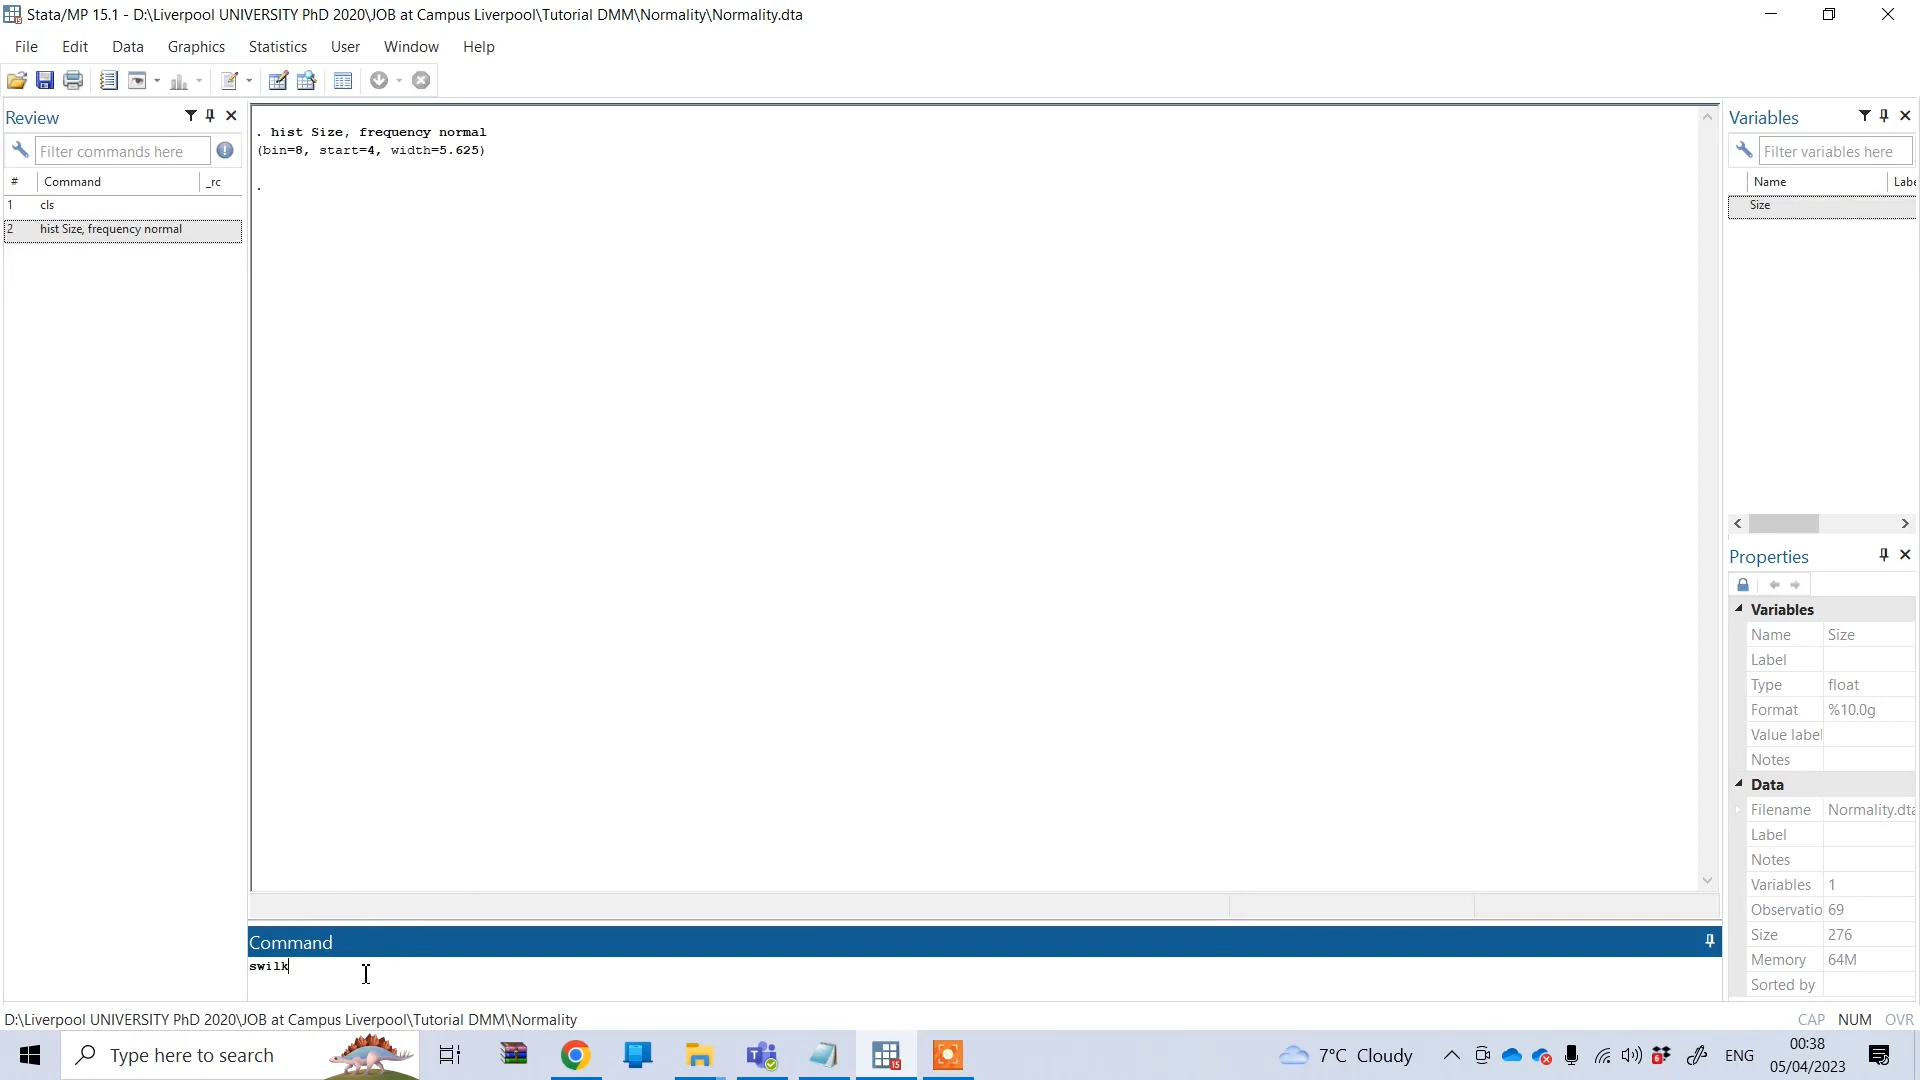 Stata/MP 15.1 - D:\Liverpool UNIVERSITY PhD 2020\JOB at Campus Liverpool\Tutorial DMM\Normality\Normality.dta
File Edit Data Graphics Statistics User Window Help
Review
Filter commands here
# Command _rc
1 cls
2 hist Size, frequency normal
. hist Size, frequency normal
(bin=8, start=4, width=5.625)
.
Command
swilk
Variables
Filter variables here
Name Labe
Size
Properties
Variables
Name Size
Label
Type float
Format %10.0g
Value label
Notes
Data
Filename Normality.dta
Label
Notes
Variables 1
Observatio 69
Size 276
Memory 64M
Sorted by
D:\Liverpool UNIVERSITY PhD 2020\JOB at Campus Liverpool\Tutorial DMM\Normality
CAP NUM OVR
Type here to search
7°C Cloudy
ENG
00:38
05/04/2023